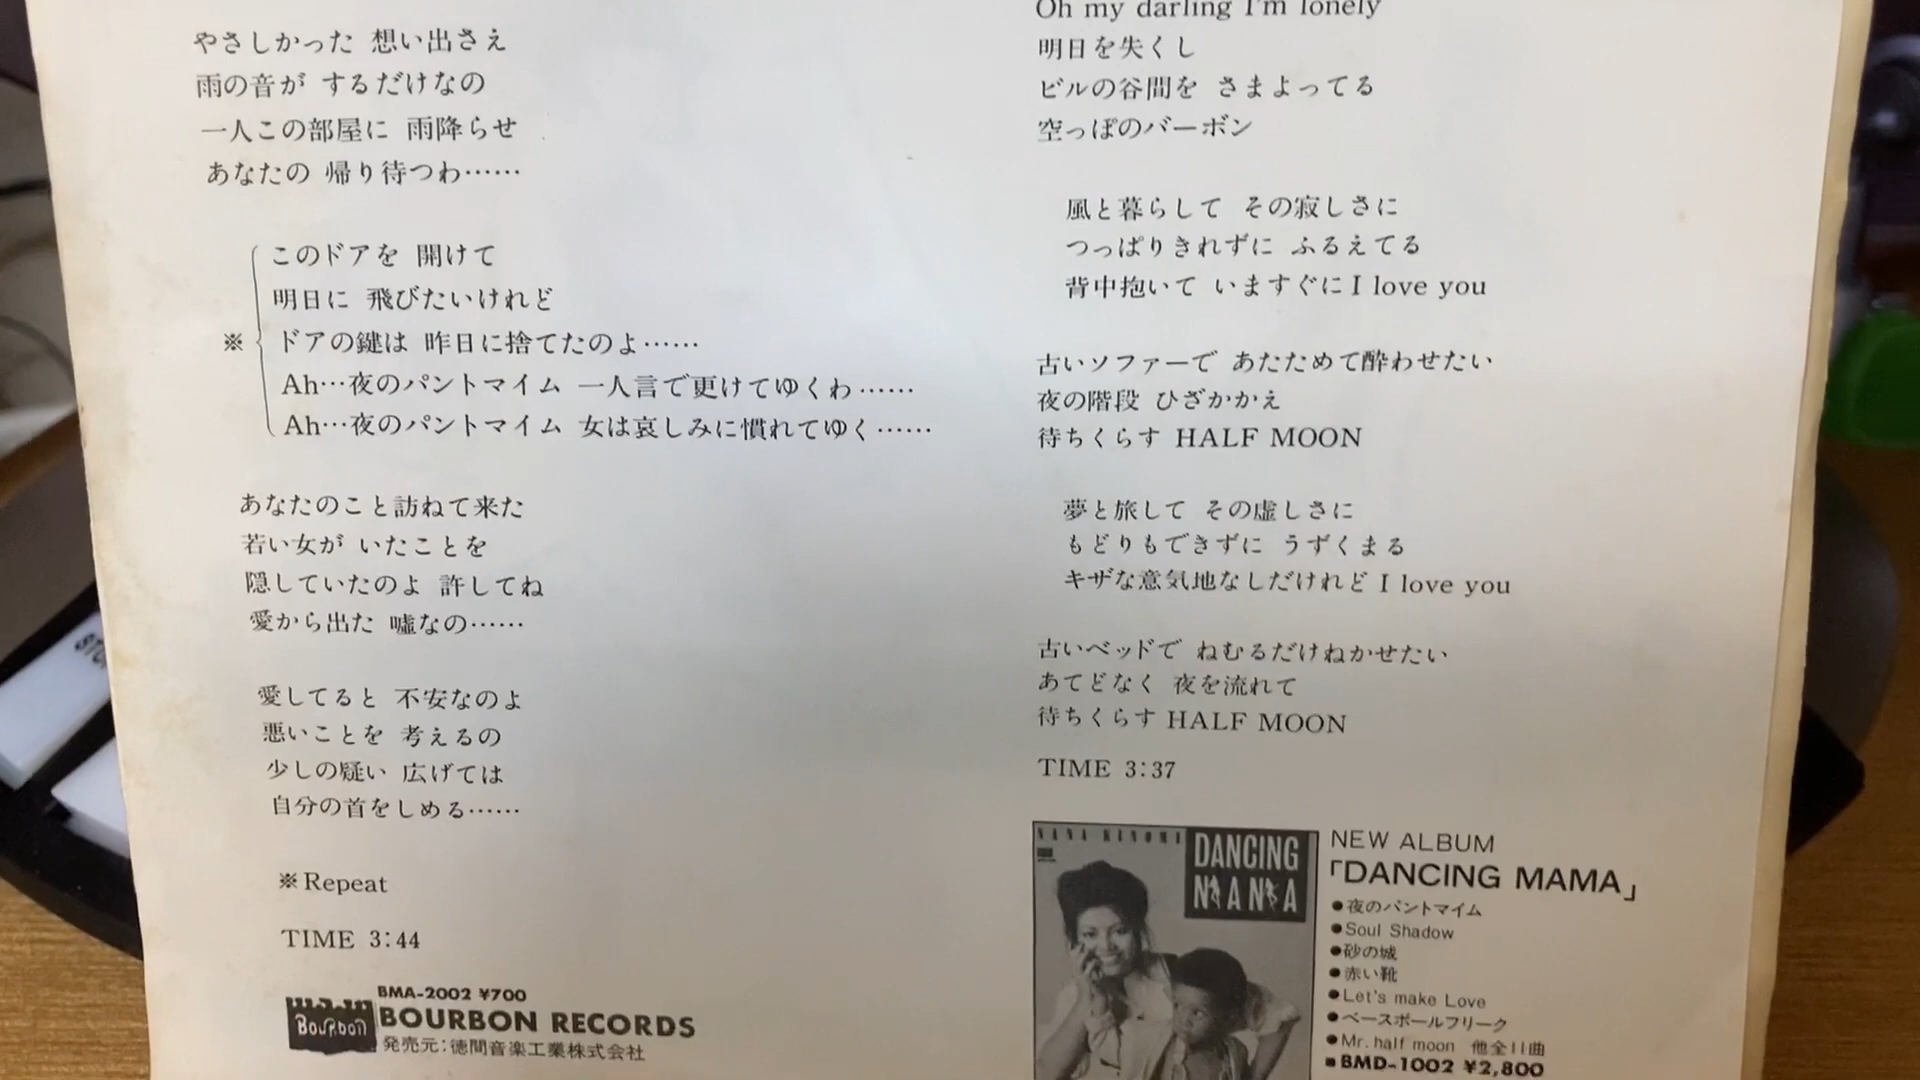 やさしかった 想い出さえ
雨の音が するだけなの
一人この部屋に 雨降らせ
あなたの 帰り待つわ……
このドアを 開けて
明日に 飛びたいけれど
※ ドアの鍵は 昨日に捨てたのよ……
Ah…夜のパントマイム 一人言で更けてゆくわ……
Ah…夜のパントマイム 女は哀しみに慣れてゆく……
あなたのこと訪ねて来た
若い女が いたことを
隠していたのよ 許してね
愛から出た 嘘なの……
愛してると 不安なのよ
悪いことを 考えるの
少しの疑い 広げては
自分の首をしめる……
※Repeat
TIME 3:44
Bourbon
BMA-2002 ¥700
BOURBON RECORDS
発売元:徳間音楽工業株式会社
Oh my darling I'm lonely
明日を失くし
ビルの谷間を さまよってる
空っぽのバーボン
風と暮らして その寂しさに
つっぱりきれずに ふるえてる
背中抱いて いますぐに I love you
古いソファーで あたためて酔わせたい
夜の階段 ひざかかえ
待ちくらす HALF MOON
夢と旅して その虚しさに
もどりもできずに うずくまる
キザな意気地なしだけれど I love you
古いベッドで ねむるだけねかせたい
あてどなく 夜を流れて
待ちくらす HALF MOON
TIME 3:37
NANA KINOMI
DANCING
NANA
NEW ALBUM
「DANCING MAMA」
●夜のパントマイム
●Soul Shadow
●砂の城
●赤い靴
●Let's make Love
●ベースボールフリーク
●Mr. half moon 他全11曲
■BMD-1002 ¥2,800